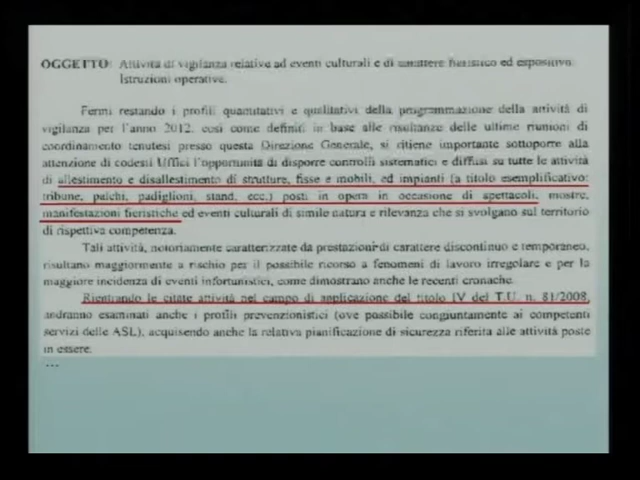 OGGETTO: Attività di vigilanza relative ad eventi culturali e di carattere fieristico ed espositivo.
Istruzioni operative.
Fermi restando i profili quantitativi e qualitativi della programmazione della attività di
vigilanza per l'anno 2012, così come definiti in base alle risultanze delle ultime riunioni di
coordinamento tenutesi presso questa Direzione Generale, si ritiene importante sottoporre alla
attenzione di codesti Uffici l'opportunità di disporre controlli sistematici e diffusi su tutte le attività
di allestimento e disallestimento di strutture, fisse e mobili, ed impianti (a titolo esemplificativo:
tribune, palchi, padiglioni, stand, ecc.) posti in opera in occasione di spettacoli, mostre,
manifestazioni fieristiche ed eventi culturali di simile natura e rilevanza che si svolgano sul territorio
di rispettiva competenza.
Tali attività, notoriamente caratterizzate da prestazioni di carattere discontinuo e temporaneo,
risultano maggiormente a rischio per il possibile ricorso a fenomeni di lavoro irregolare e per la
maggiore incidenza di eventi infortunistici, come dimostrano anche le recenti cronache.
Rientrando le citate attività nel campo di applicazione del titolo IV del T.U. n. 81/2008,
andranno esaminati anche i profili prevenzionistici (ove possibile congiuntamente ai competenti
servizi delle ASL), acquisendo anche la relativa pianificazione di sicurezza riferita alle attività poste
in essere.
...